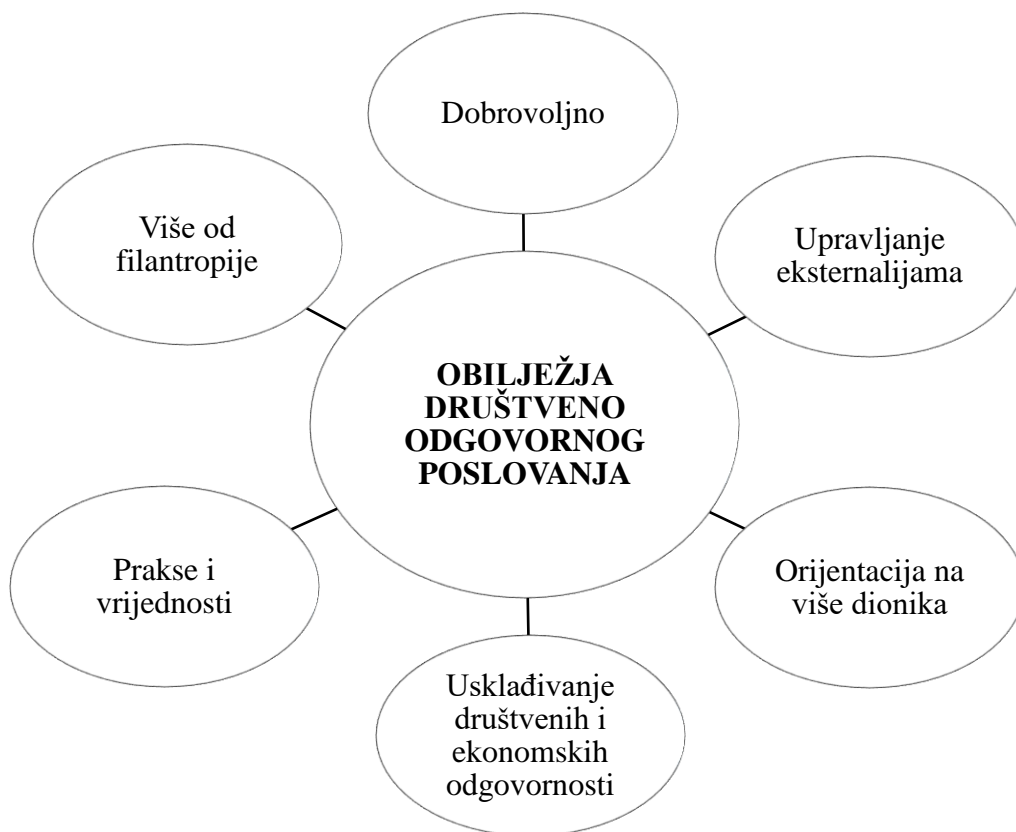 Dobrovoljno
Više od
filantropije
Upravljanje
eksternalijama
OBILJEŽJA
DRUŠTVENO
ODGOVORNOG
POSLOVANJA
Prakse i
vrijednosti
Orijentacija na
više dionika
Usklađivanje
društvenih i
ekonomskih
odgovornosti